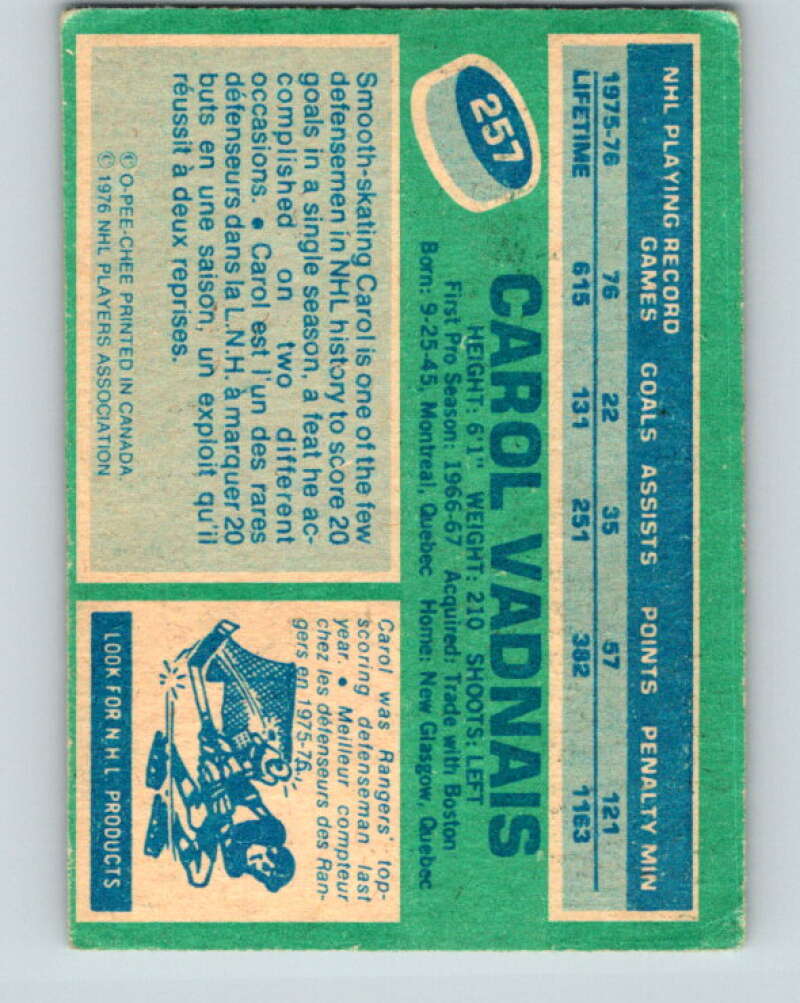 NHL PLAYING RECORD
GAMES GOALS ASSISTS POINTS PENALTY MIN
1975-76 76 22 35 57 121
LIFETIME 615 131 251 382 1163
257
CAROL VADNAIS
HEIGHT: 6'1" WEIGHT: 210 SHOOTS: LEFT
First Pro Season: 1966-67 Acquired: Trade with Boston
Born: 9-25-45, Montreal, Quebec Home: New Glasgow, Quebec
Smooth-skating Carol is one of the few
defensemen in NHL history to score 20
goals in a single season, a feat he ac-
complished on two different
occasions. • Carol est l'un des rares
défenseurs dans la L.N.H. à marquer 20
buts en une saison, un exploit qu'il
réussit à deux reprises.
© O-PEE-CHEE PRINTED IN CANADA.
© 1976 NHL PLAYERS ASSOCIATION
Carol was Rangers' top-
scoring defenseman last
year. • Meilleur compteur
chez les défenseurs des Ran-
gers en 1975-76.
LOOK FOR N.H.L. PRODUCTS